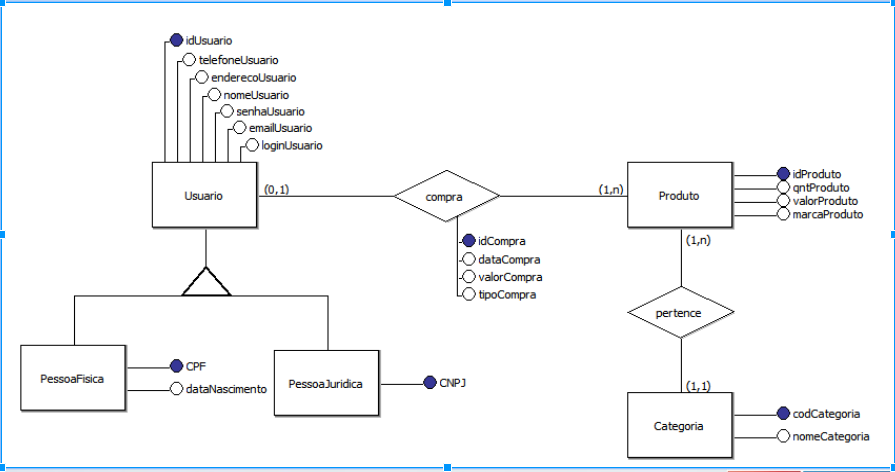 idUsuario
telefoneUsuario
enderecoUsuario
nomeUsuario
senhaUsuario
emailUsuario
loginUsuario
Usuario
(0,1)
compra
(1,n)
Produto
idProduto
qntProduto
valorProduto
marcaProduto
idCompra
dataCompra
valorCompra
tipoCompra
(1,n)
pertence
(1,1)
PessoaFisica
CPF
dataNascimento
PessoaJuridica
CNPJ
Categoria
codCategoria
nomeCategoria